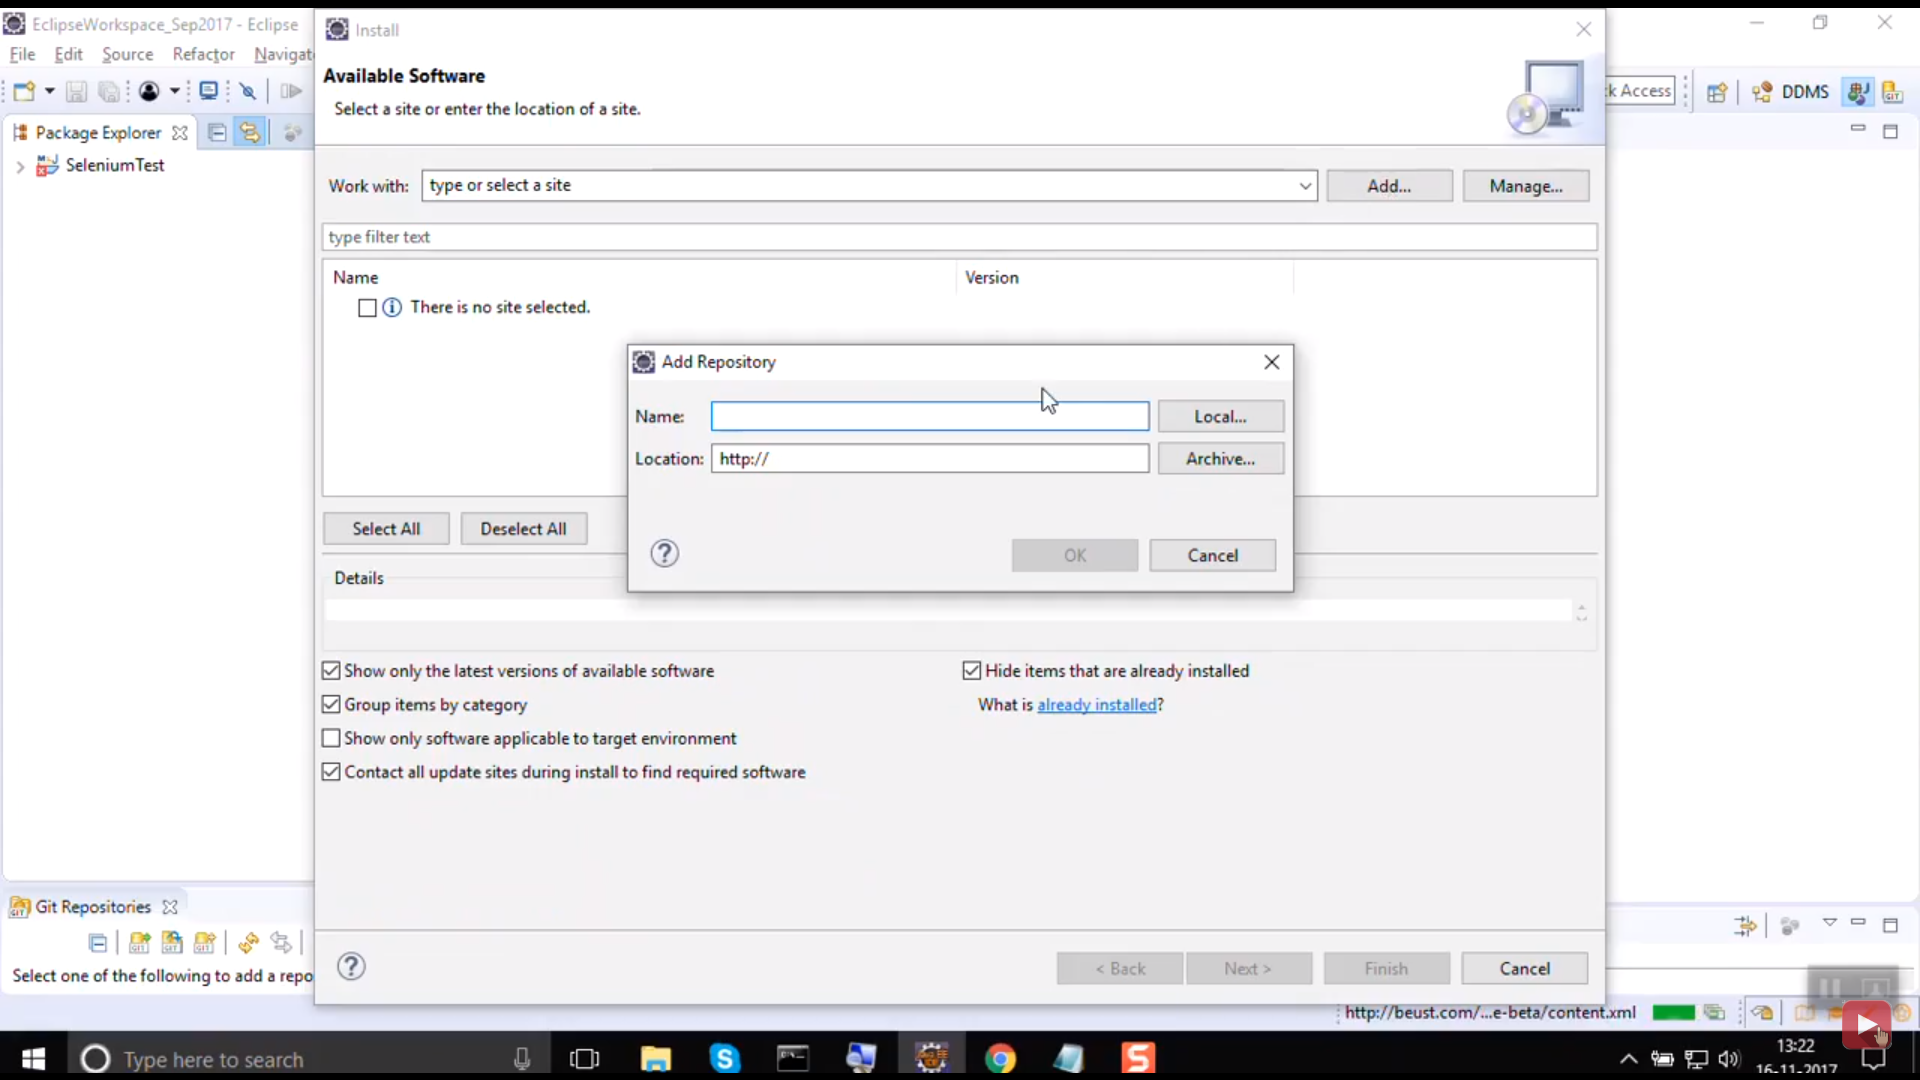 EclipseWorkspace_Sep2017 - Eclipse
File Edit Source Refactor Navigat
Package Explorer
SeleniumTest
Install
Available Software
Select a site or enter the location of a site.
Work with: type or select a site
Add...
Manage...
type filter text
Name Version
There is no site selected.
Add Repository
Name:
Local...
Location: http://
Archive...
OK
Cancel
Select All
Deselect All
Details
Show only the latest versions of available software
Hide items that are already installed
Group items by category
What is already installed?
Show only software applicable to target environment
Contact all update sites during install to find required software
< Back
Next >
Finish
Cancel
k Access
DDMS
Git Repositories
Select one of the following to add a repo
http://beust.com/...e-beta/content.xml
Type here to search
13:22
16-11-2017